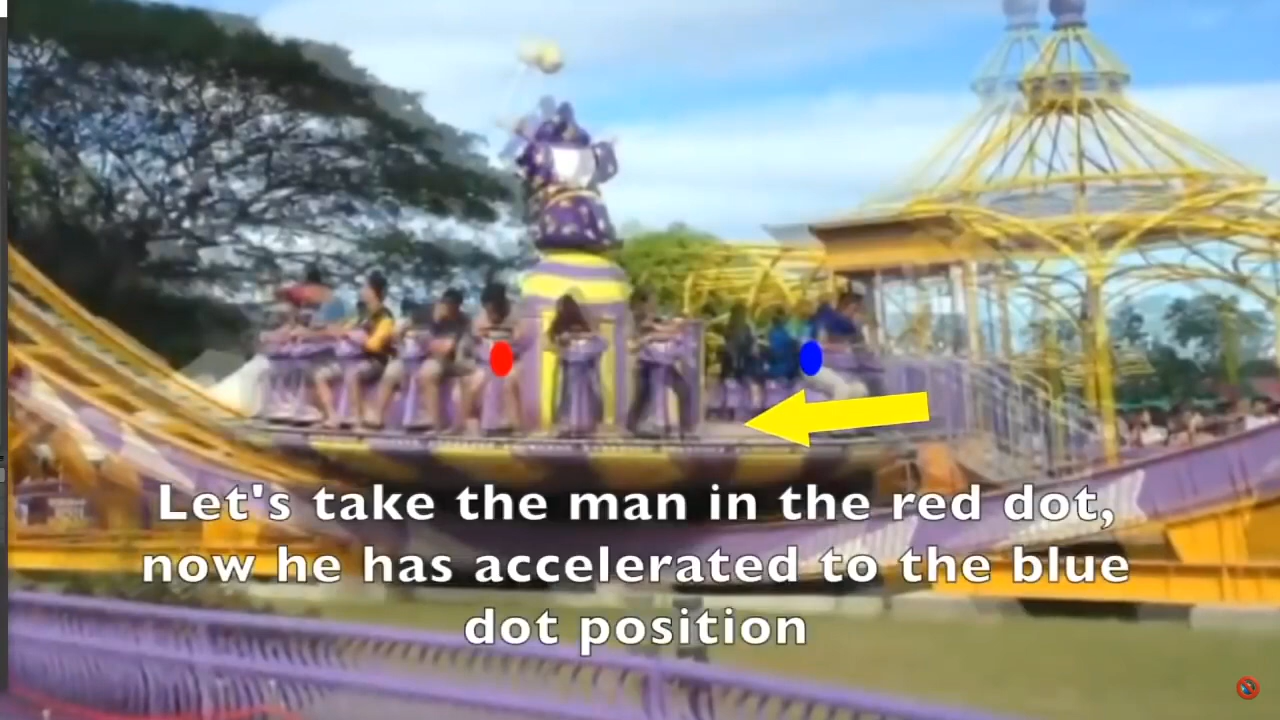 Let's take the man in the red dot,
now he has accelerated to the blue
dot position